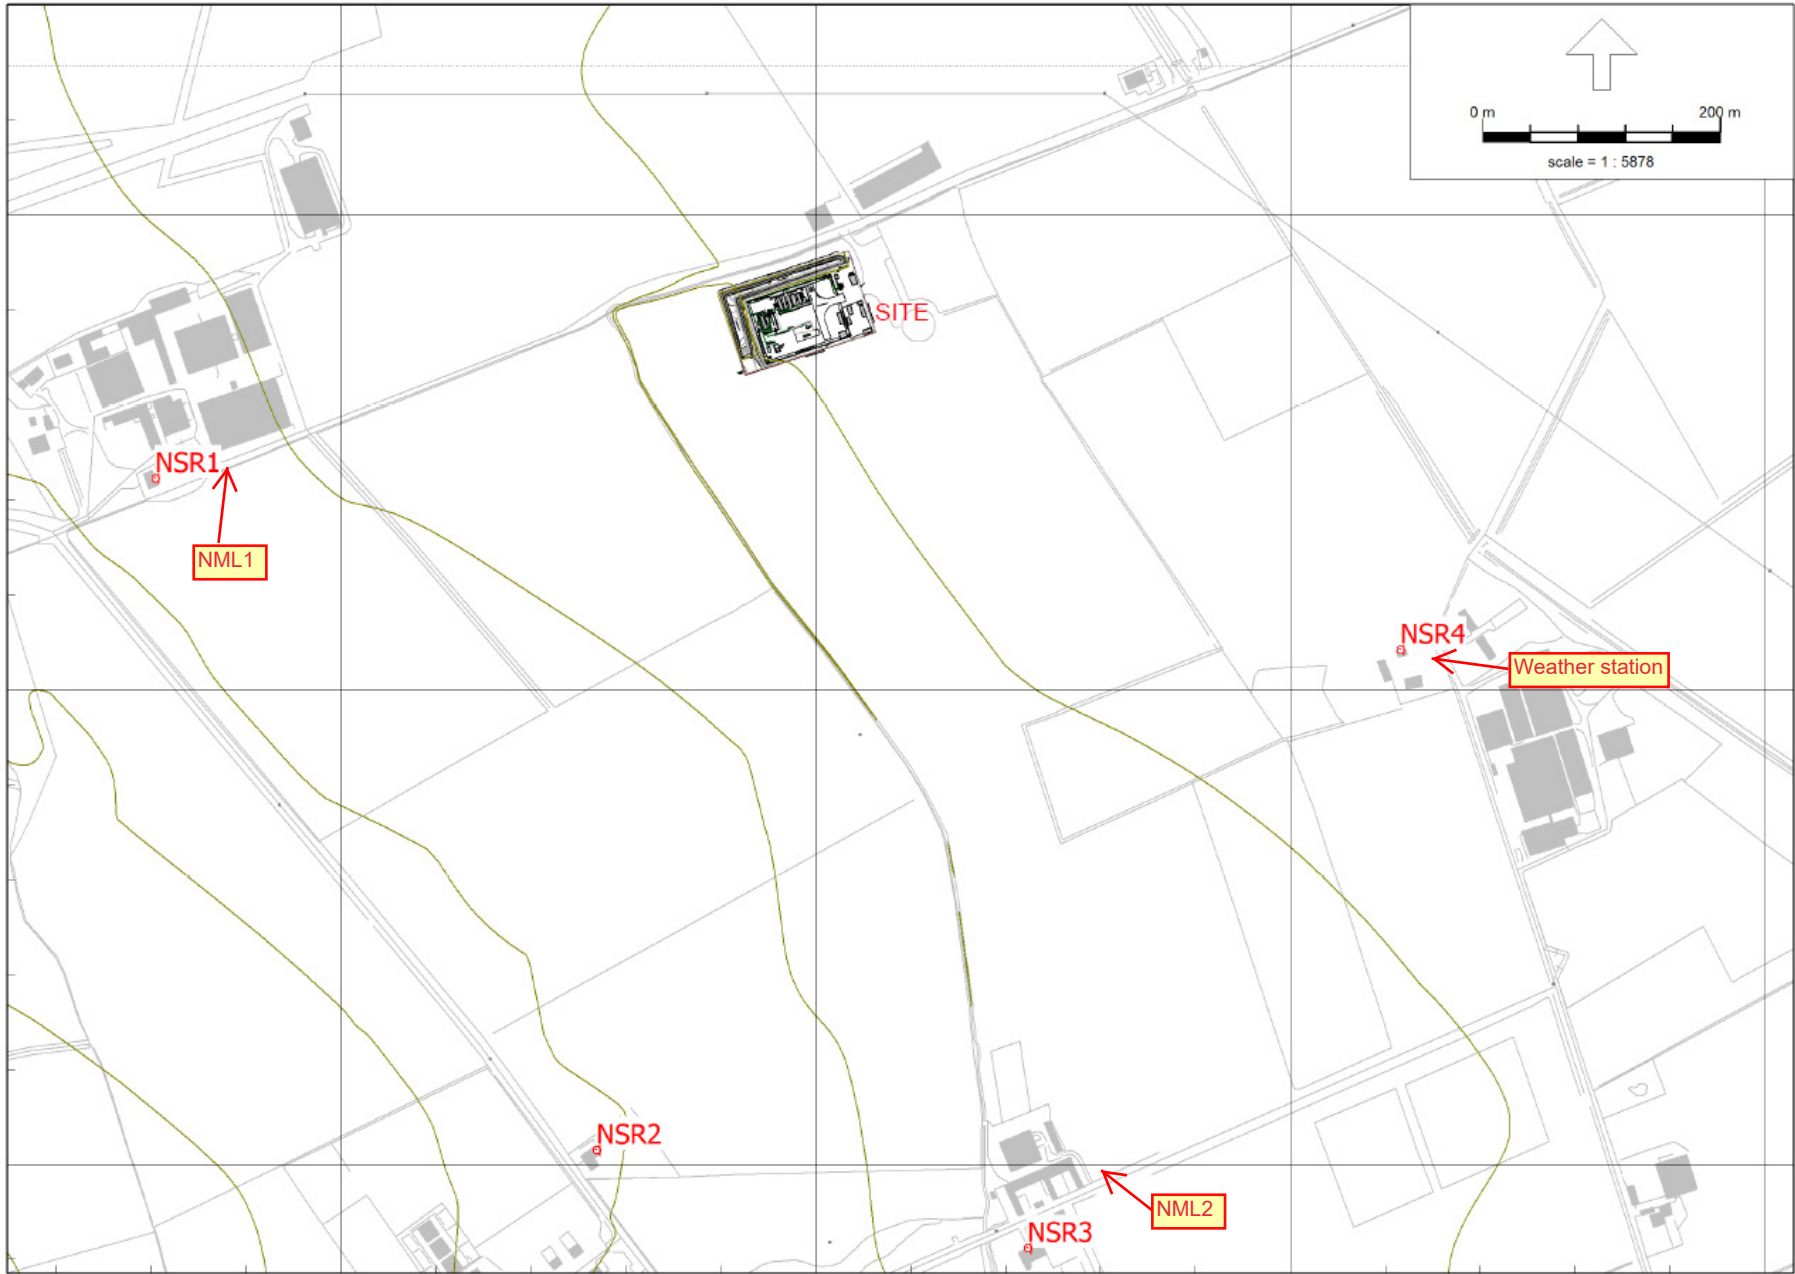 0 m 200 m
scale = 1 : 5878
SITE
NSR1
NML1
NSR4
Weather station
NSR2
NML2
NSR3